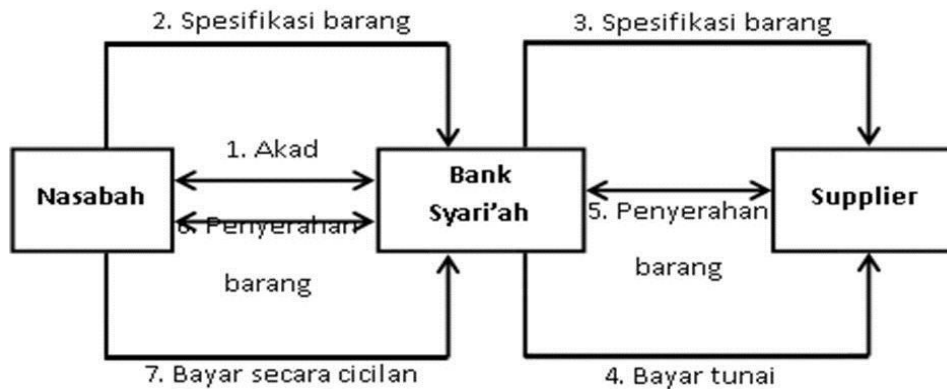 2. Spesifikasi barang
3. Spesifikasi barang
1. Akad
Nasabah
Bank
Syari’ah
Supplier
6. Penyerahan
barang
5. Penyerahan
barang
7. Bayar secara cicilan
4. Bayar tunai